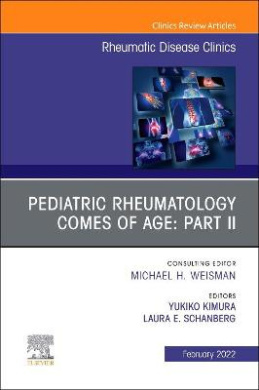 Clinics Review Articles
Rheumatic Disease Clinics
PEDIATRIC RHEUMATOLOGY
COMES OF AGE: PART II
CONSULTING EDITOR
MICHAEL H. WEISMAN
EDITORS
YUKIKO KIMURA
LAURA E. SCHANBERG
ELSEVIER
February 2022